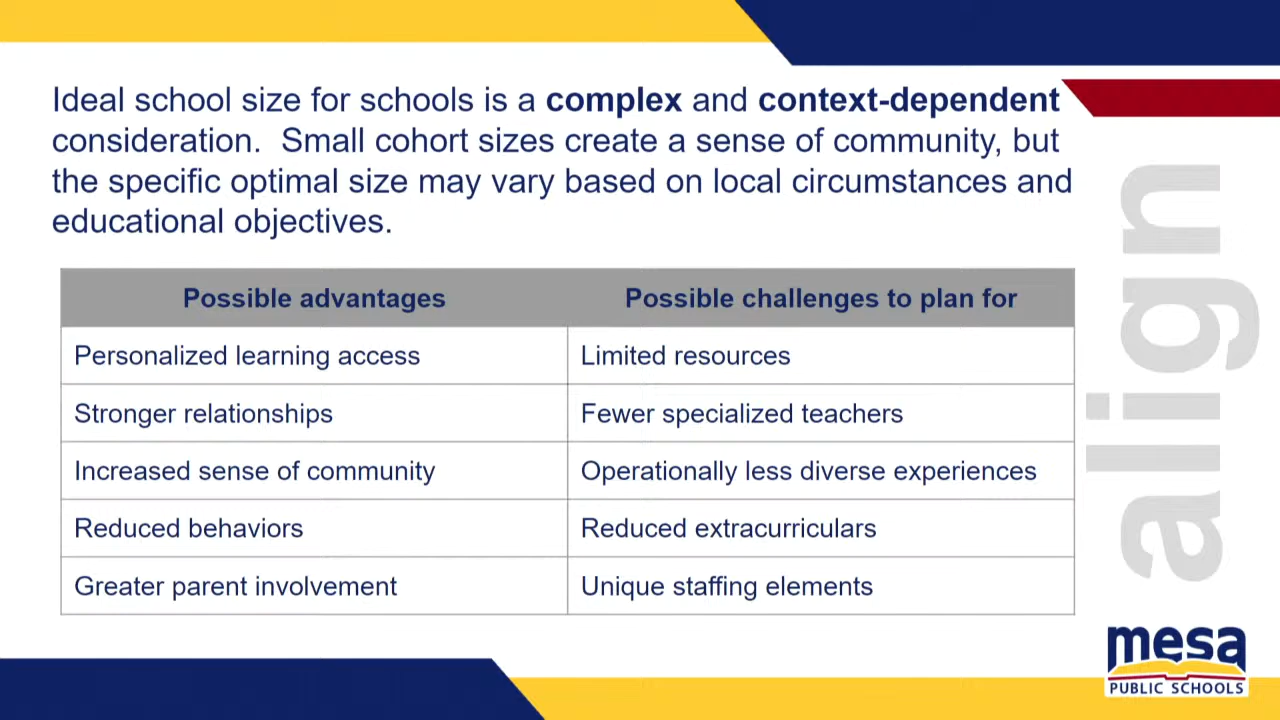 Ideal school size for schools is a complex and context-dependent
consideration.  Small cohort sizes create a sense of community, but
the specific optimal size may vary based on local circumstances and
educational objectives.
Possible advantages
Possible challenges to plan for
Personalized learning access
Limited resources
Stronger relationships
Fewer specialized teachers
Increased sense of community
Operationally less diverse experiences
Reduced behaviors
Reduced extracurriculars
Greater parent involvement
Unique staffing elements
align
mesa
PUBLIC SCHOOLS